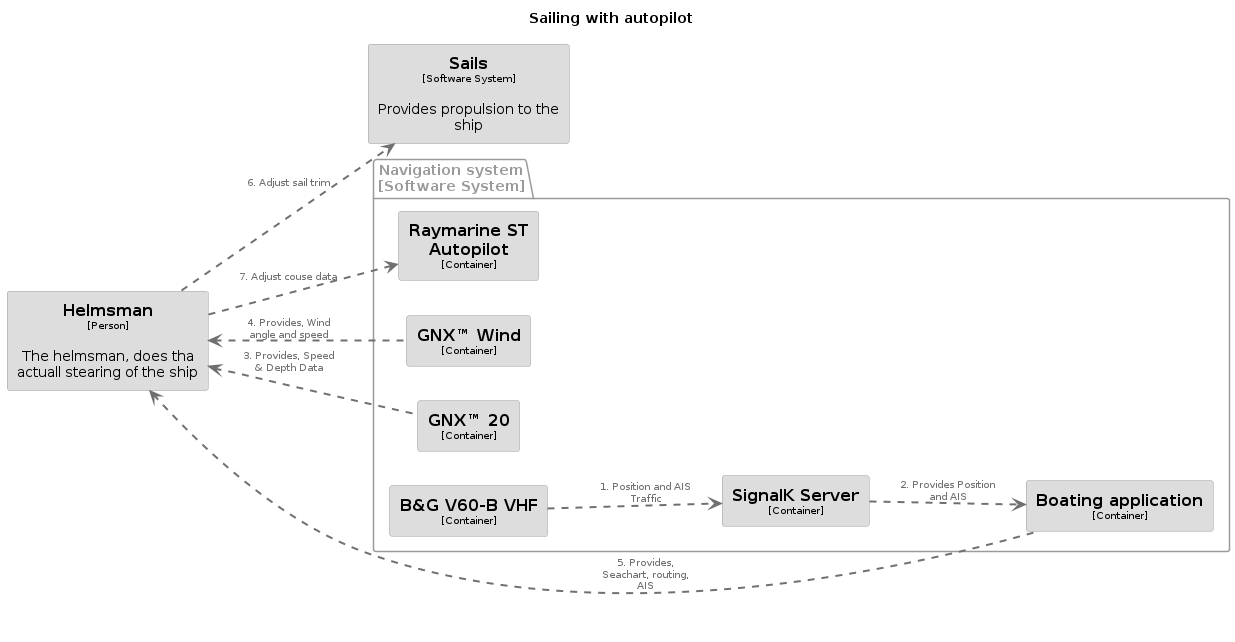 Sailing with autopilot
Sails
[Software System]
Provides propulsion to the
ship
6. Adjust sail trim
Navigation system
[Software System]
Raymarine ST
Autopilot
[Container]
7. Adjust couse data
Helmsman
[Person]
The helmsman, does tha
actuall stearing of the ship
4. Provides, Wind
angle and speed
GNX™ Wind
[Container]
3. Provides, Speed
& Depth Data
GNX™ 20
[Container]
B&G V60-B VHF
[Container]
1. Position and AIS
Traffic
SignalK Server
[Container]
2. Provides Position
and AIS
Boating application
[Container]
5. Provides,
Seachart, routing,
AIS